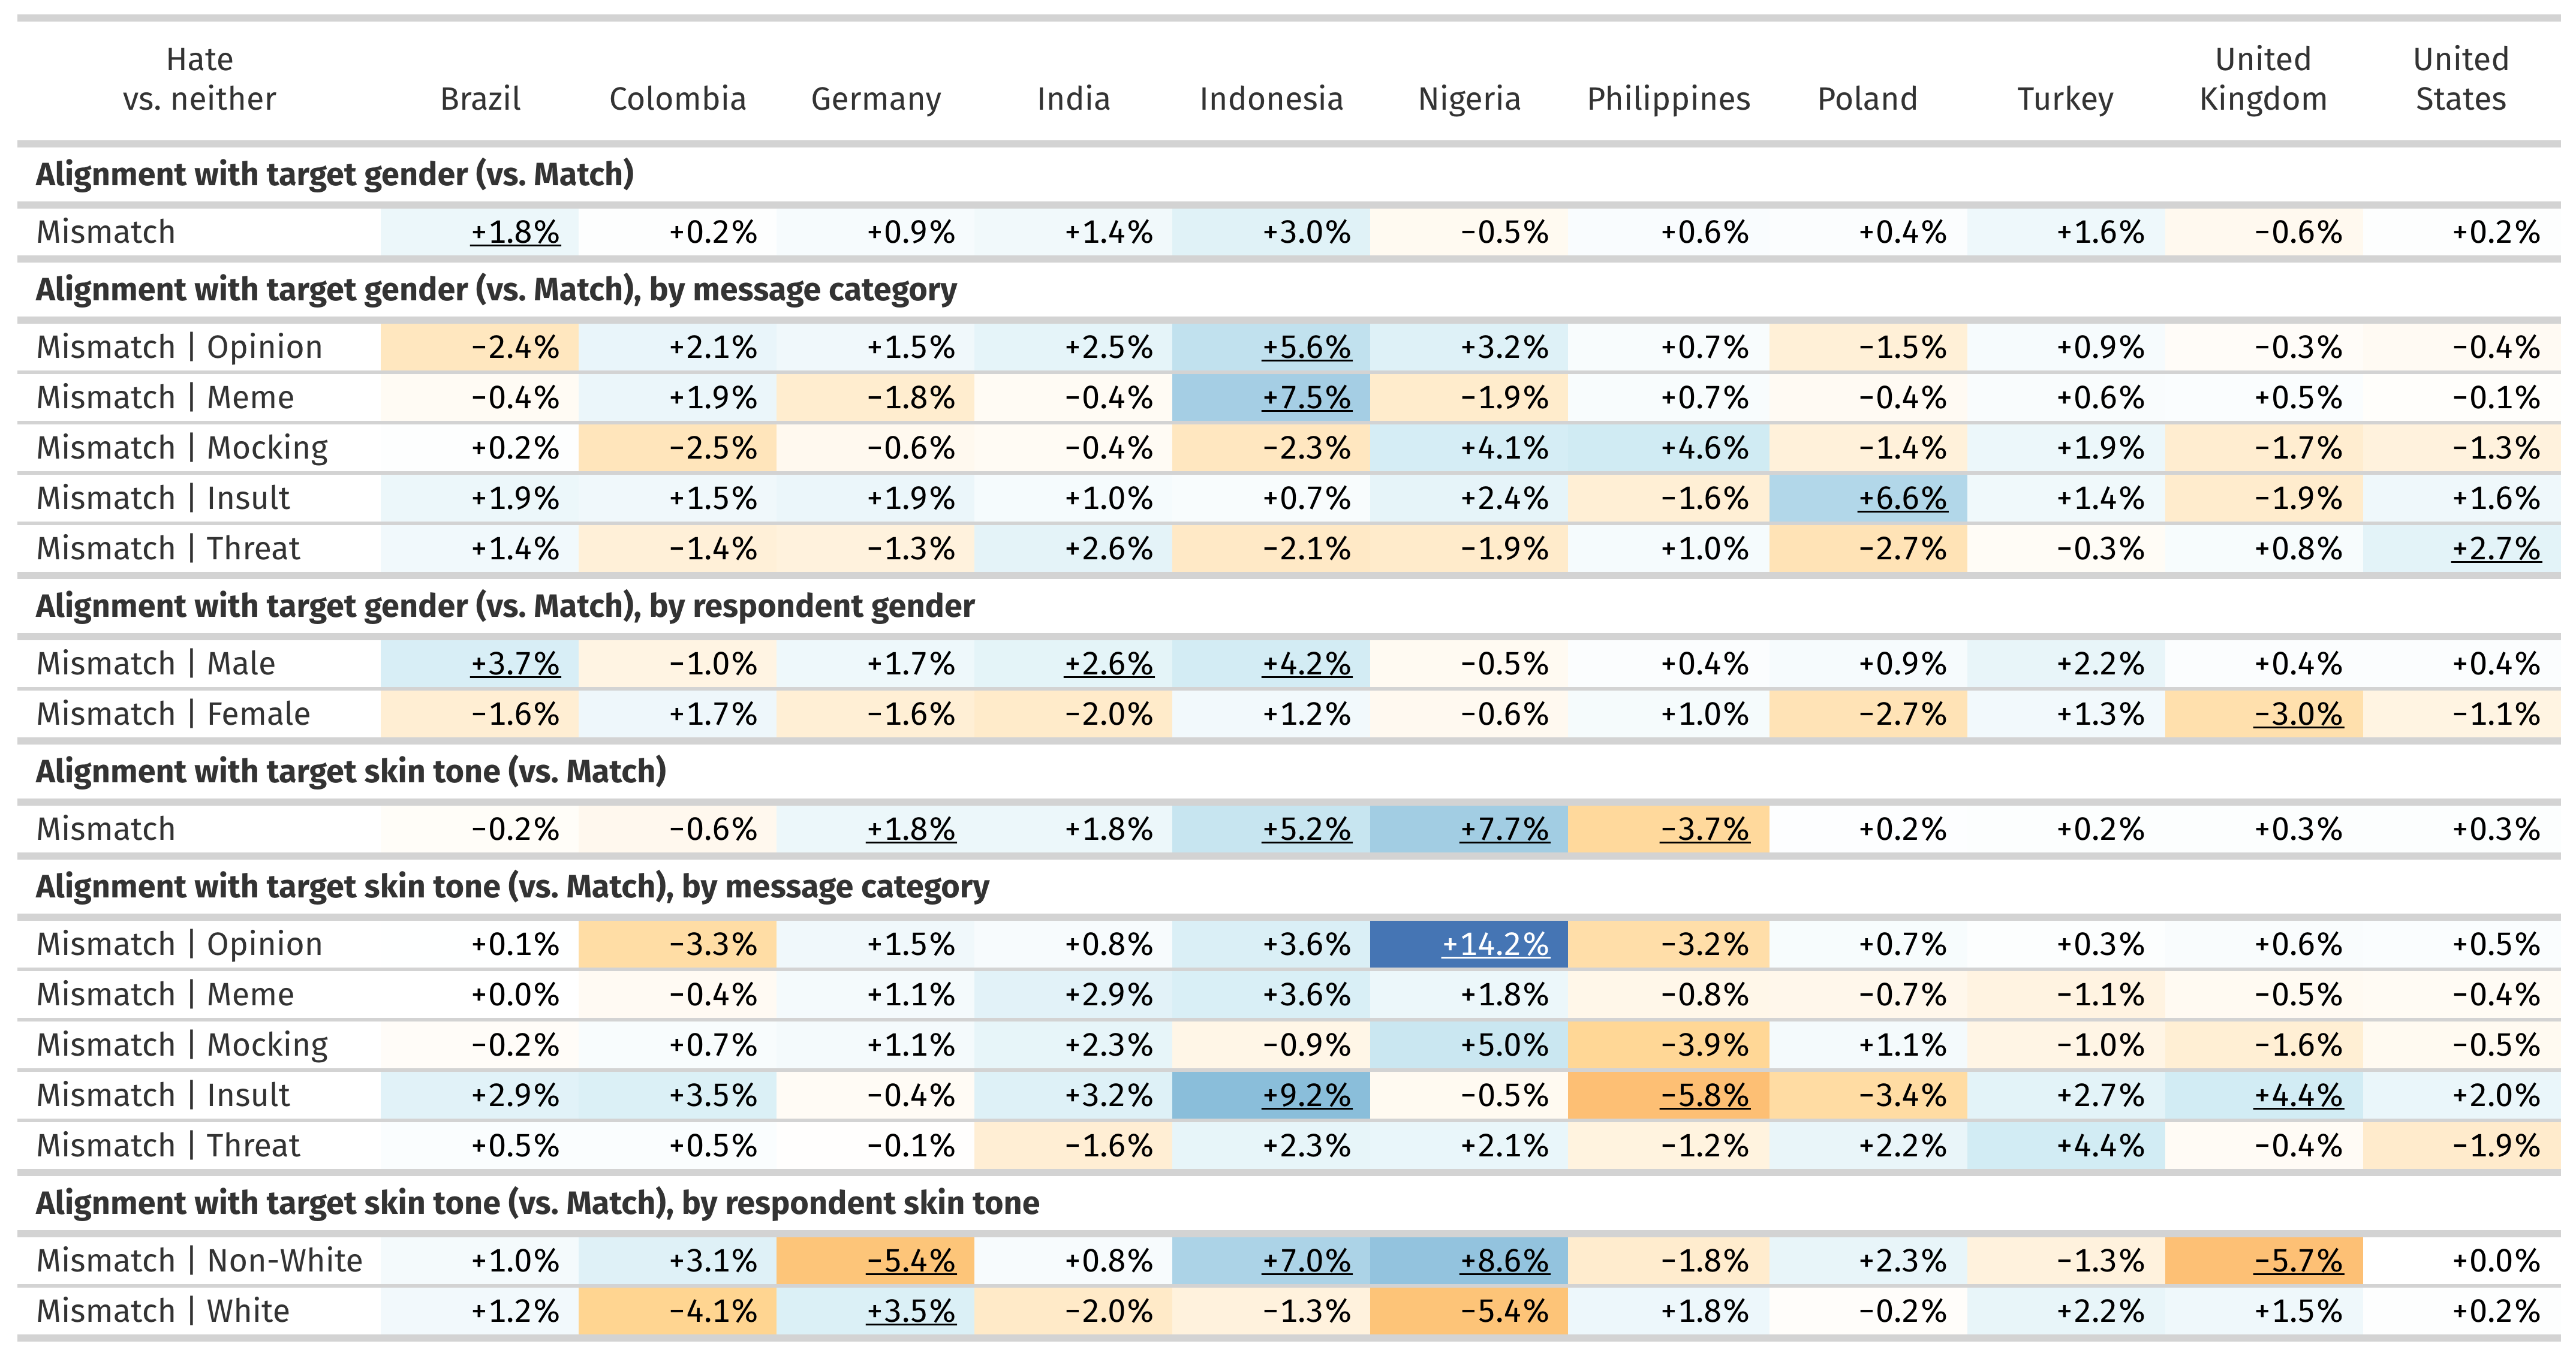 Hate vs. neither Brazil Colombia Germany India Indonesia Nigeria Philippines Poland Turkey United Kingdom United States
Alignment with target gender (vs. Match)
Mismatch +1.8% +0.2% +0.9% +1.4% +3.0% −0.5% +0.6% +0.4% +1.6% −0.6% +0.2%
Alignment with target gender (vs. Match), by message category
Mismatch | Opinion −2.4% +2.1% +1.5% +2.5% +5.6% +3.2% +0.7% −1.5% +0.9% −0.3% −0.4%
Mismatch | Meme −0.4% +1.9% −1.8% −0.4% +7.5% −1.9% +0.7% −0.4% +0.6% +0.5% −0.1%
Mismatch | Mocking +0.2% −2.5% −0.6% −0.4% −2.3% +4.1% +4.6% −1.4% +1.9% −1.7% −1.3%
Mismatch | Insult +1.9% +1.5% +1.9% +1.0% +0.7% +2.4% −1.6% +6.6% +1.4% −1.9% +1.6%
Mismatch | Threat +1.4% −1.4% −1.3% +2.6% −2.1% −1.9% +1.0% −2.7% −0.3% +0.8% +2.7%
Alignment with target gender (vs. Match), by respondent gender
Mismatch | Male +3.7% −1.0% +1.7% +2.6% +4.2% −0.5% +0.4% +0.9% +2.2% +0.4% +0.4%
Mismatch | Female −1.6% +1.7% −1.6% −2.0% +1.2% −0.6% +1.0% −2.7% +1.3% −3.0% −1.1%
Alignment with target skin tone (vs. Match)
Mismatch −0.2% −0.6% +1.8% +1.8% +5.2% +7.7% −3.7% +0.2% +0.2% +0.3% +0.3%
Alignment with target skin tone (vs. Match), by message category
Mismatch | Opinion +0.1% −3.3% +1.5% +0.8% +3.6% +14.2% −3.2% +0.7% +0.3% +0.6% +0.5%
Mismatch | Meme +0.0% −0.4% +1.1% +2.9% +3.6% +1.8% −0.8% −0.7% −1.1% −0.5% −0.4%
Mismatch | Mocking −0.2% +0.7% +1.1% +2.3% −0.9% +5.0% −3.9% +1.1% −1.0% −1.6% −0.5%
Mismatch | Insult +2.9% +3.5% −0.4% +3.2% +9.2% −0.5% −5.8% −3.4% +2.7% +4.4% +2.0%
Mismatch | Threat +0.5% +0.5% −0.1% −1.6% +2.3% +2.1% −1.2% +2.2% +4.4% −0.4% −1.9%
Alignment with target skin tone (vs. Match), by respondent skin tone
Mismatch | Non-White +1.0% +3.1% −5.4% +0.8% +7.0% +8.6% −1.8% +2.3% −1.3% −5.7% +0.0%
Mismatch | White +1.2% −4.1% +3.5% −2.0% −1.3% −5.4% +1.8% −0.2% +2.2% +1.5% +0.2%